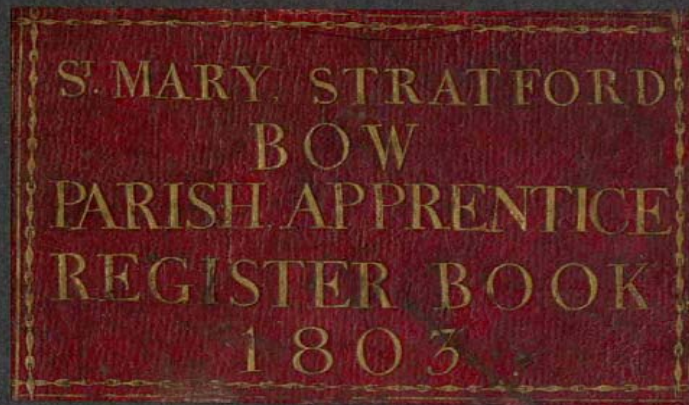 ST. MARY, STRATFORD
BOW
PARISH APPRENTICE
REGISTER BOOK
1803